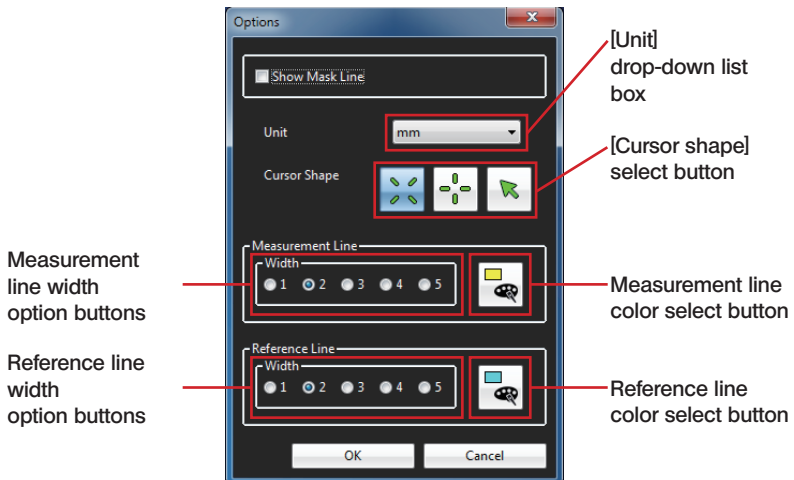 Options
Show Mask Line
Unit
mm
Cursor Shape
Measurement Line
Width
1 2 3 4 5
Reference Line
Width
1 2 3 4 5
OK Cancel
[Unit]
drop-down list
box
[Cursor shape]
select button
Measurement
line width
option buttons
Measurement line
color select button
Reference line
width
option buttons
Reference line
color select button